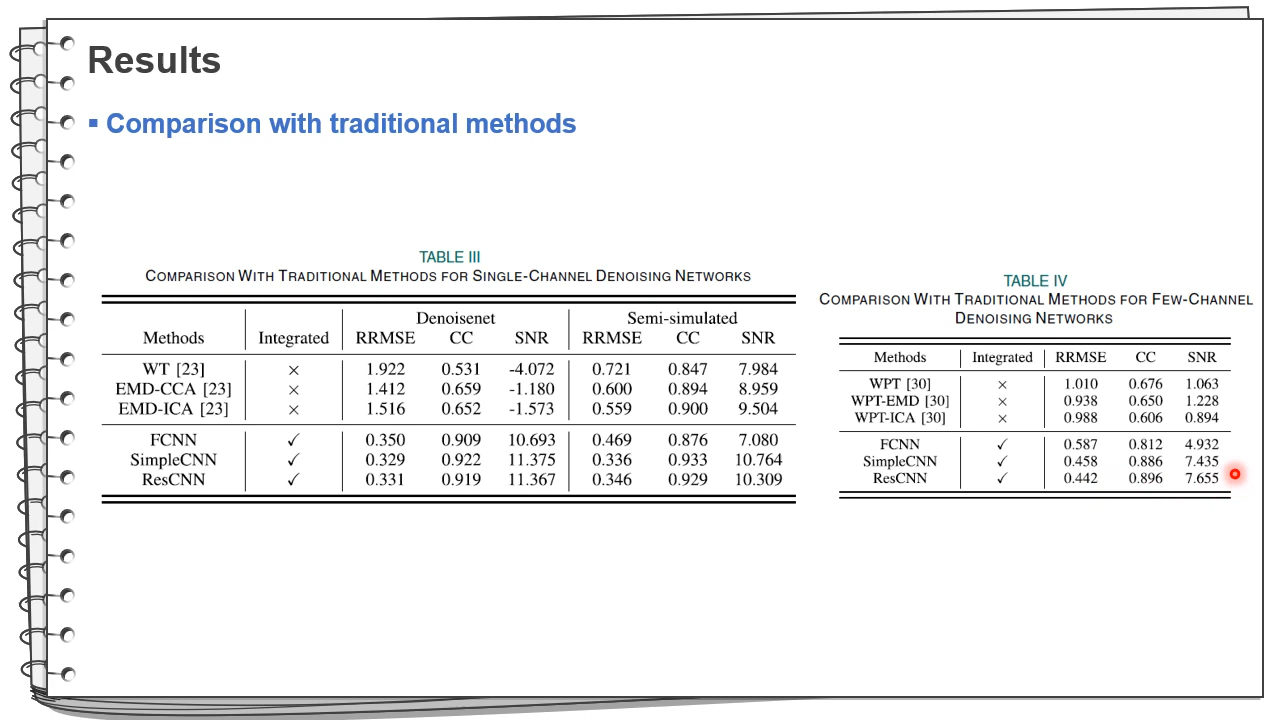 Results
▪ Comparison with traditional methods
TABLE III
COMPARISON WITH TRADITIONAL METHODS FOR SINGLE-CHANNEL DENOISING NETWORKS
Denoisenet Semi-simulated
Methods Integrated RRMSE CC SNR RRMSE CC SNR
WT [23] × 1.922 0.531 -4.072 0.721 0.847 7.984
EMD-CCA [23] × 1.412 0.659 -1.180 0.600 0.894 8.959
EMD-ICA [23] × 1.516 0.652 -1.573 0.559 0.900 9.504
FCNN ✓ 0.350 0.909 10.693 0.469 0.876 7.080
SimpleCNN ✓ 0.329 0.922 11.375 0.336 0.933 10.764
ResCNN ✓ 0.331 0.919 11.367 0.346 0.929 10.309
TABLE IV
COMPARISON WITH TRADITIONAL METHODS FOR FEW-CHANNEL
DENOISING NETWORKS
Methods Integrated RRMSE CC SNR
WPT [30] × 1.010 0.676 1.063
WPT-EMD [30] × 0.938 0.650 1.228
WPT-ICA [30] × 0.988 0.606 0.894
FCNN ✓ 0.587 0.812 4.932
SimpleCNN ✓ 0.458 0.886 7.435
ResCNN ✓ 0.442 0.896 7.655